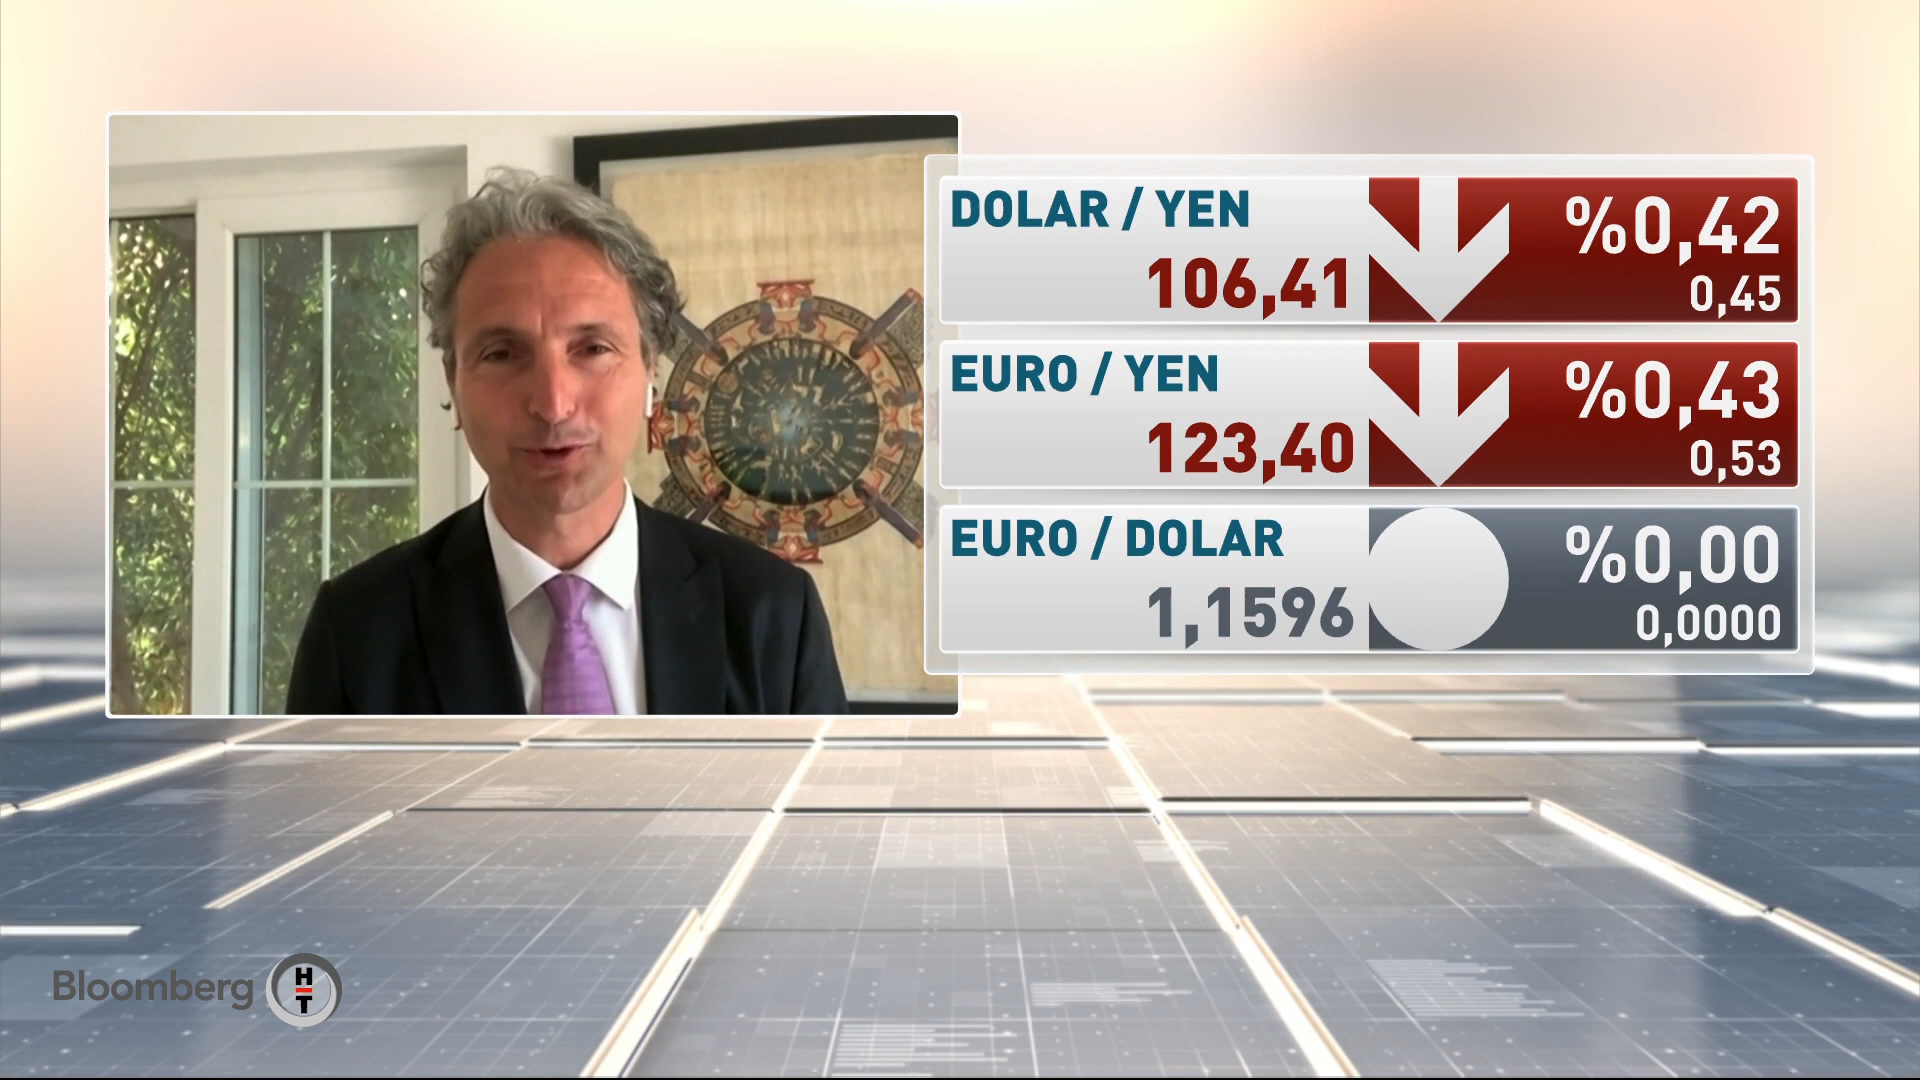 DOLAR / YEN
106,41
%0,42
0,45
EURO / YEN
123,40
%0,43
0,53
EURO / DOLAR
1,1596
%0,00
0,0000
Bloomberg HT